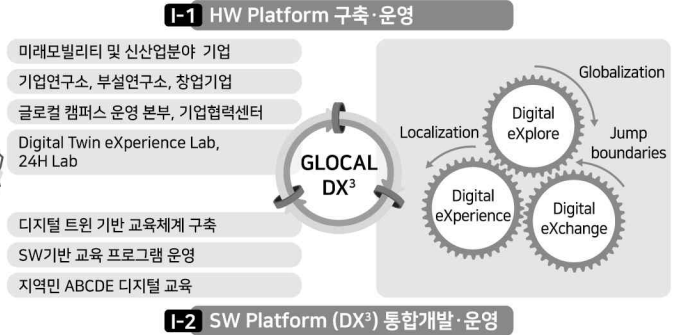 I-1 HW Platform 구축·운영
미래모빌리티 및 신산업분야 기업
기업연구소, 부설연구소, 창업기업
글로컬 캠퍼스 운영 본부, 기업협력센터
Digital Twin eXperience Lab,
24H Lab
디지털 트윈 기반 교육체계 구축
SW기반 교육 프로그램 운영
지역민 ABCDE 디지털 교육
GLOCAL
DX³
Globalization
Digital
eXplore
Localization
Jump
boundaries
Digital
eXperience
Digital
eXchange
I-2 SW Platform (DX³) 통합개발·운영